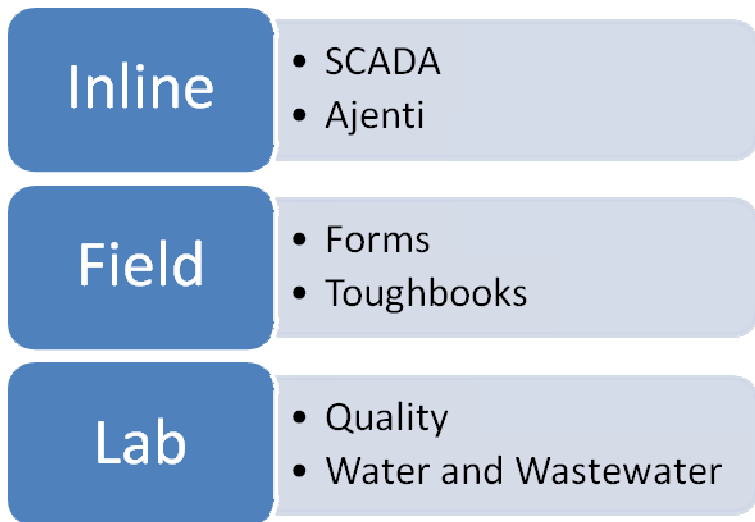 Inline
• SCADA
• Ajenti
Field
• Forms
• Toughbooks
Lab
• Quality
• Water and Wastewater